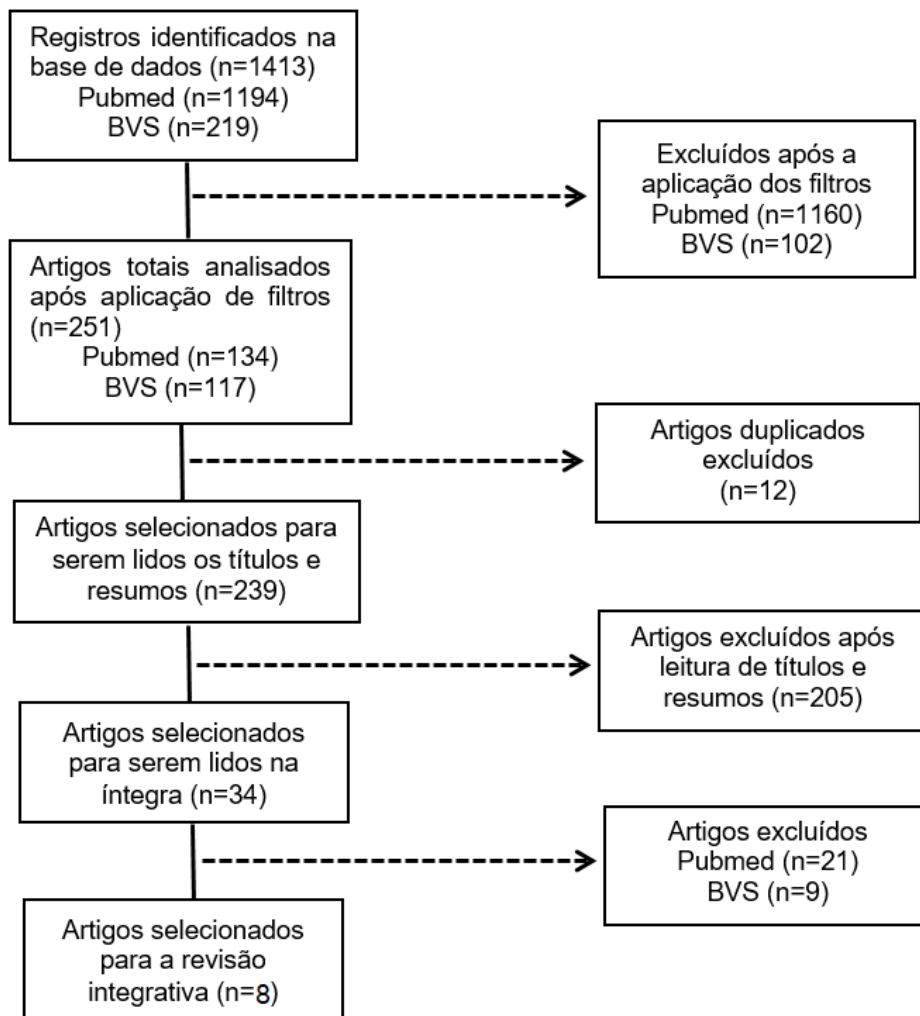 Registros identificados na
base de dados (n=1413)
Pubmed (n=1194)
BVS (n=219)
Excluídos após a
aplicação dos filtros
Pubmed (n=1160)
BVS (n=102)
Artigos totais analisados
após aplicação de filtros
(n=251)
Pubmed (n=134)
BVS (n=117)
Artigos duplicados
excluídos
(n=12)
Artigos selecionados para
serem lidos os títulos e
resumos (n=239)
Artigos excluídos após
leitura de títulos e
resumos (n=205)
Artigos selecionados
para serem lidos na
íntegra (n=34)
Artigos excluídos
Pubmed (n=21)
BVS (n=9)
Artigos selecionados
para a revisão
integrativa (n=8)